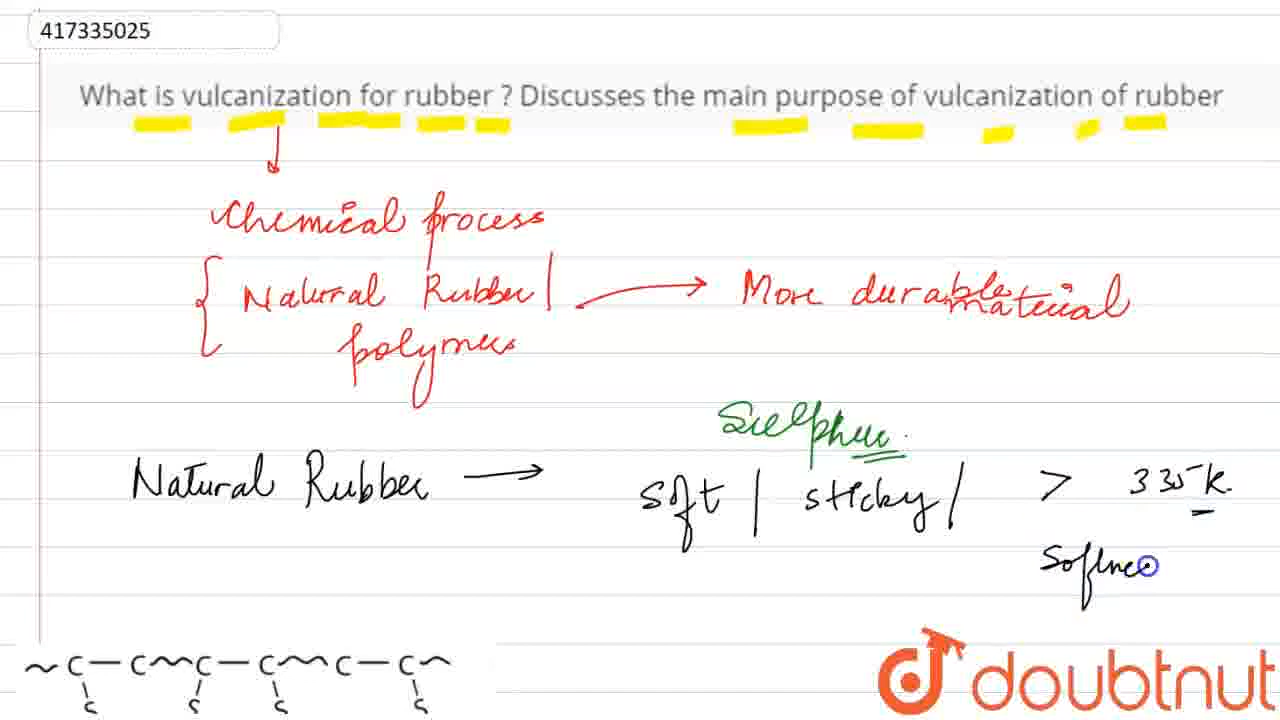 417335025
What is vulcanization for rubber ? Discusses the main purpose of vulcanization of rubber
Chemical process
Natural Rubber | → More durable material
polymers
Sulphur.
Natural Rubber → Soft | sticky | > 335 K.
~ C — C ~ C — C ~ C — C ~
S S S S
doubtnut